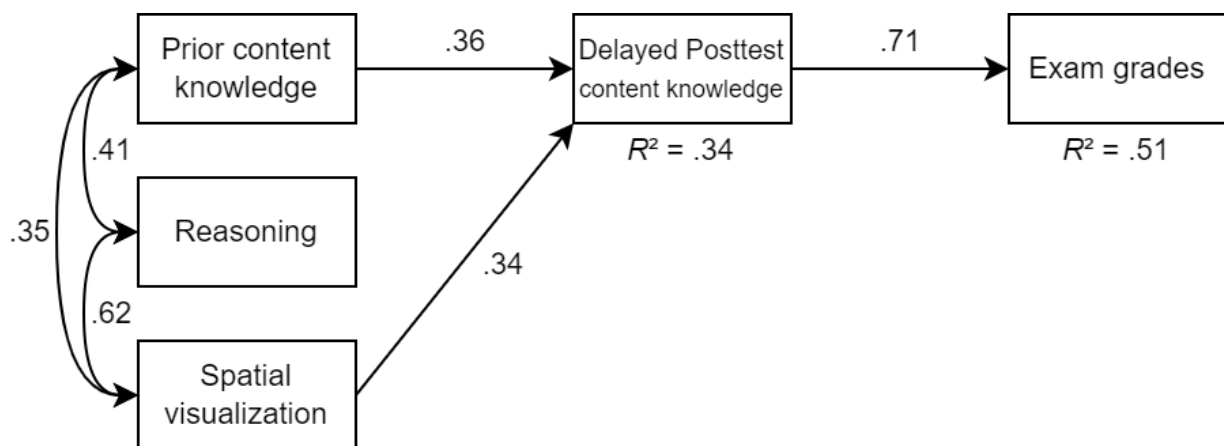 Prior content
knowledge
.36
Delayed Posttest
content knowledge
.71
Exam grades
R² = .34
R² = .51
.41
.35
Reasoning
.34
.62
Spatial
visualization